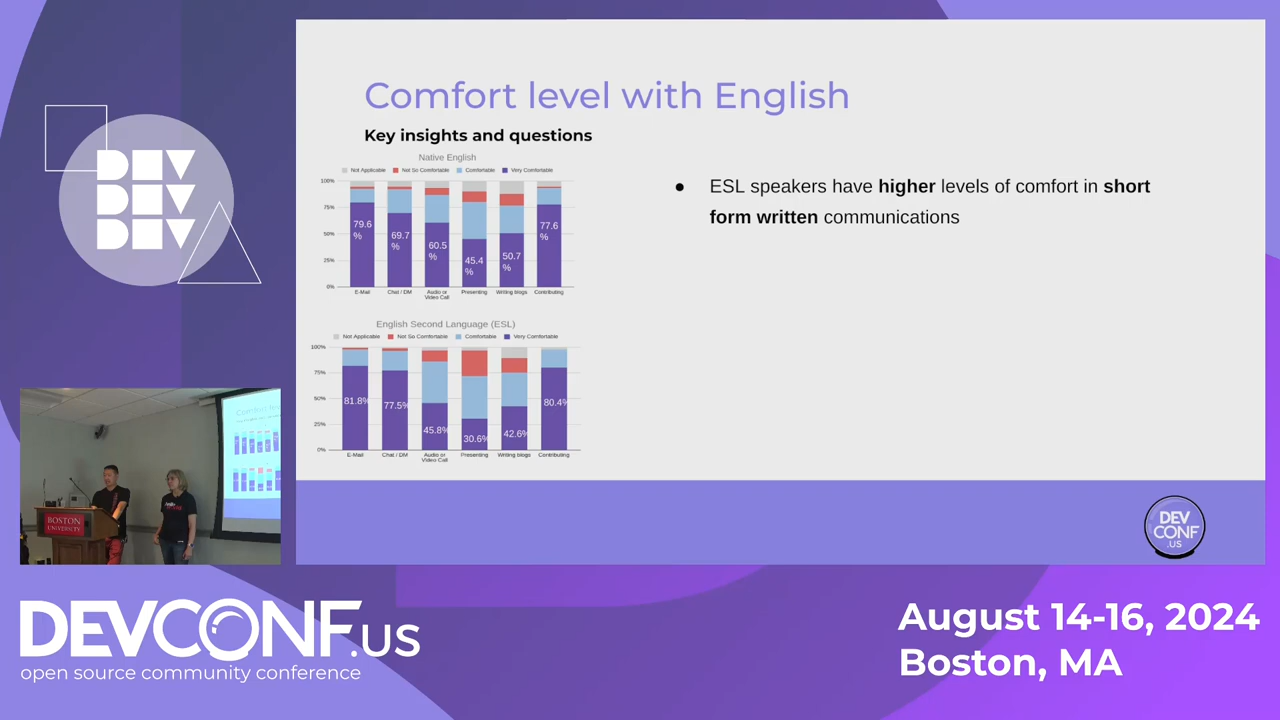 DEV
DEV
DEV
Comfort level with English
Key insights and questions
Native English
Not Applicable Not So Comfortable Comfortable Very Comfortable
100%
75%
50%
25%
0%
79.6
%
69.7
%
60.5
%
45.4
%
50.7
%
77.6
%
E-Mail Chat / DM Audio or
Video Call Presenting Writing blogs Contributing
English Second Language (ESL)
Not Applicable Not So Comfortable Comfortable Very Comfortable
100%
75%
50%
25%
0%
81.8% 77.5% 45.8% 30.6% 42.6% 80.4%
E-Mail Chat / DM Audio or
Video Call Presenting Writing blogs Contributing
● ESL speakers have higher levels of comfort in short
form written communications
BOSTON
UNIVERSITY
DEV
CONF
.US
DEVCONF.US
open source community conference
August 14-16, 2024
Boston, MA